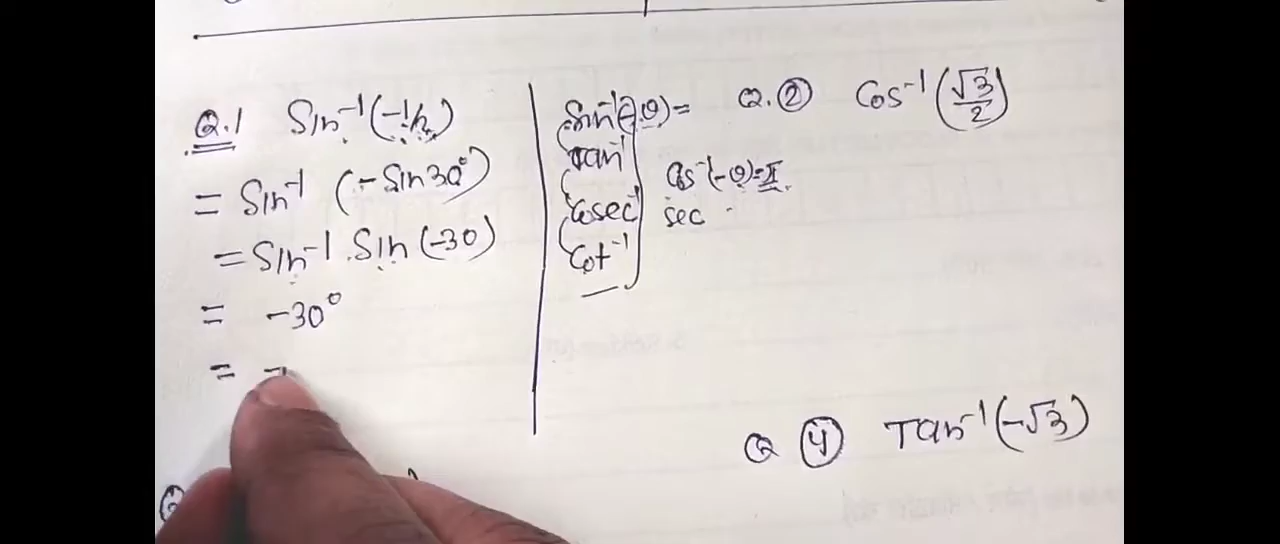 Q.1 Sin⁻¹(-1/2)
= Sin⁻¹ (-Sin30°)
= Sin⁻¹ . Sin(-30)
= -30°
= -
Sin⁻¹(-θ)=
tan⁻¹
Cosec⁻¹
Cot⁻¹
Cos⁻¹(-θ)=π
sec
Q. ② Cos⁻¹(√3/2)
Q ④ Tan⁻¹(-√3)